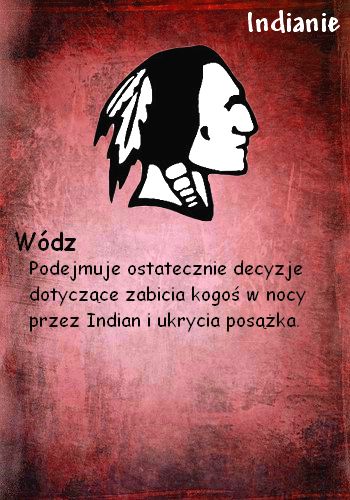 Indianie
Wódz
Podejmuje ostatecznie decyzje
dotyczące zabicia kogoś w nocy
przez Indian i ukrycia posążka.